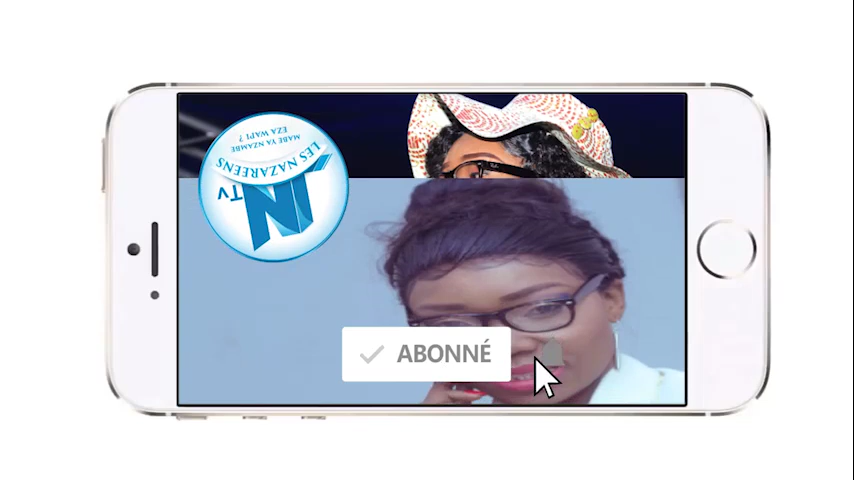 MABE YA NZAMBE
EZA WAPI ?
LES NAZAREENS
N
TV
ABONNÉ